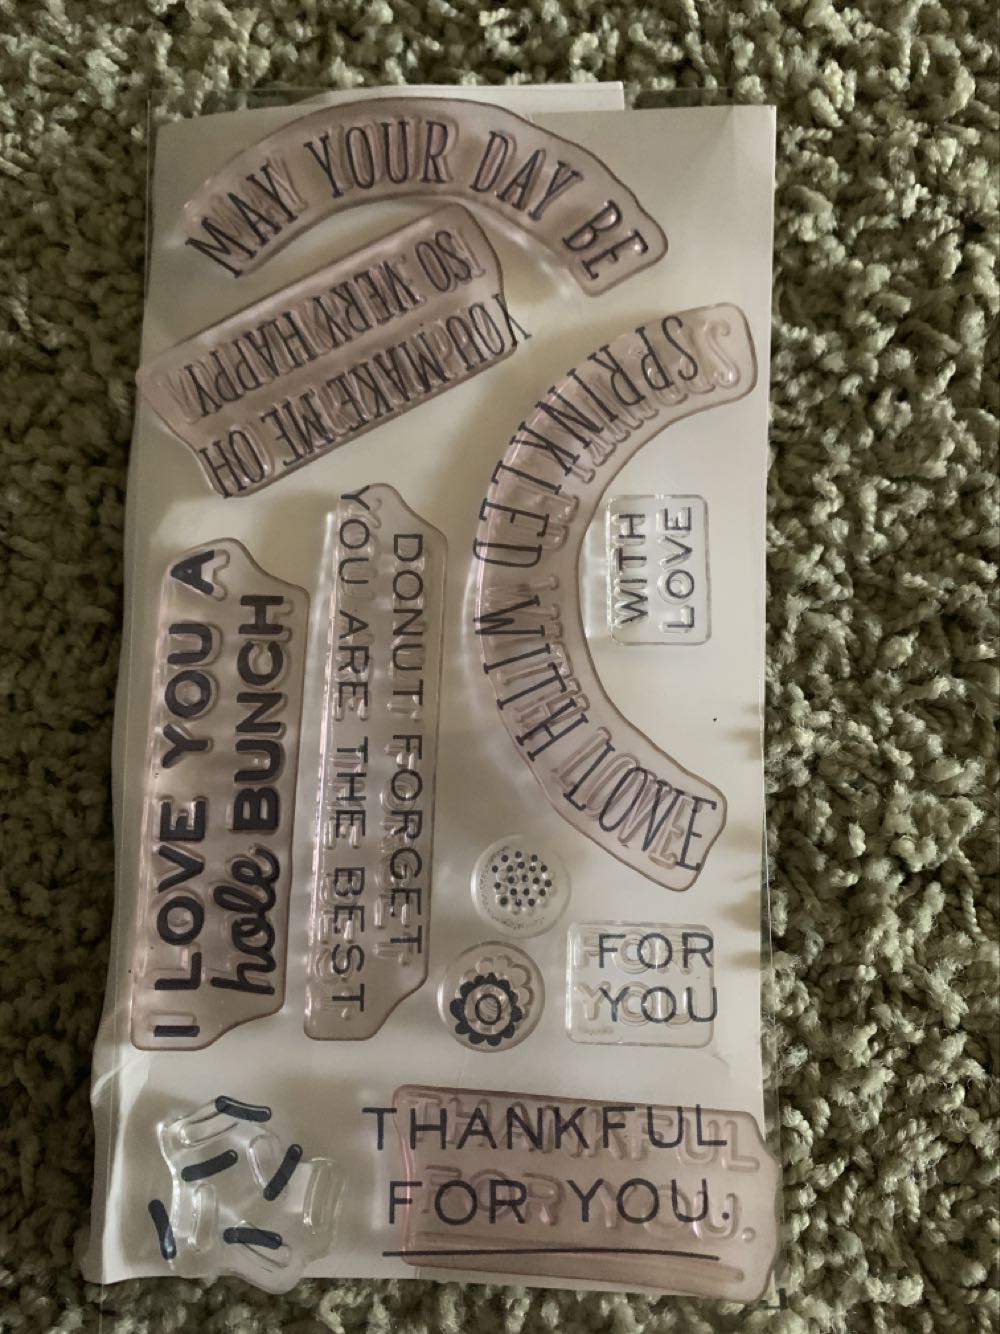 MAY YOUR DAY BE
YOU MAKE ME OH
SO VERY HAPPY
SPRINKLED WITH LOVE
WITH
LOVE
I LOVE YOU A
hole BUNCH
DONUT FORGET
YOU ARE THE BEST
FOR
YOU
THANKFUL
FOR YOU.